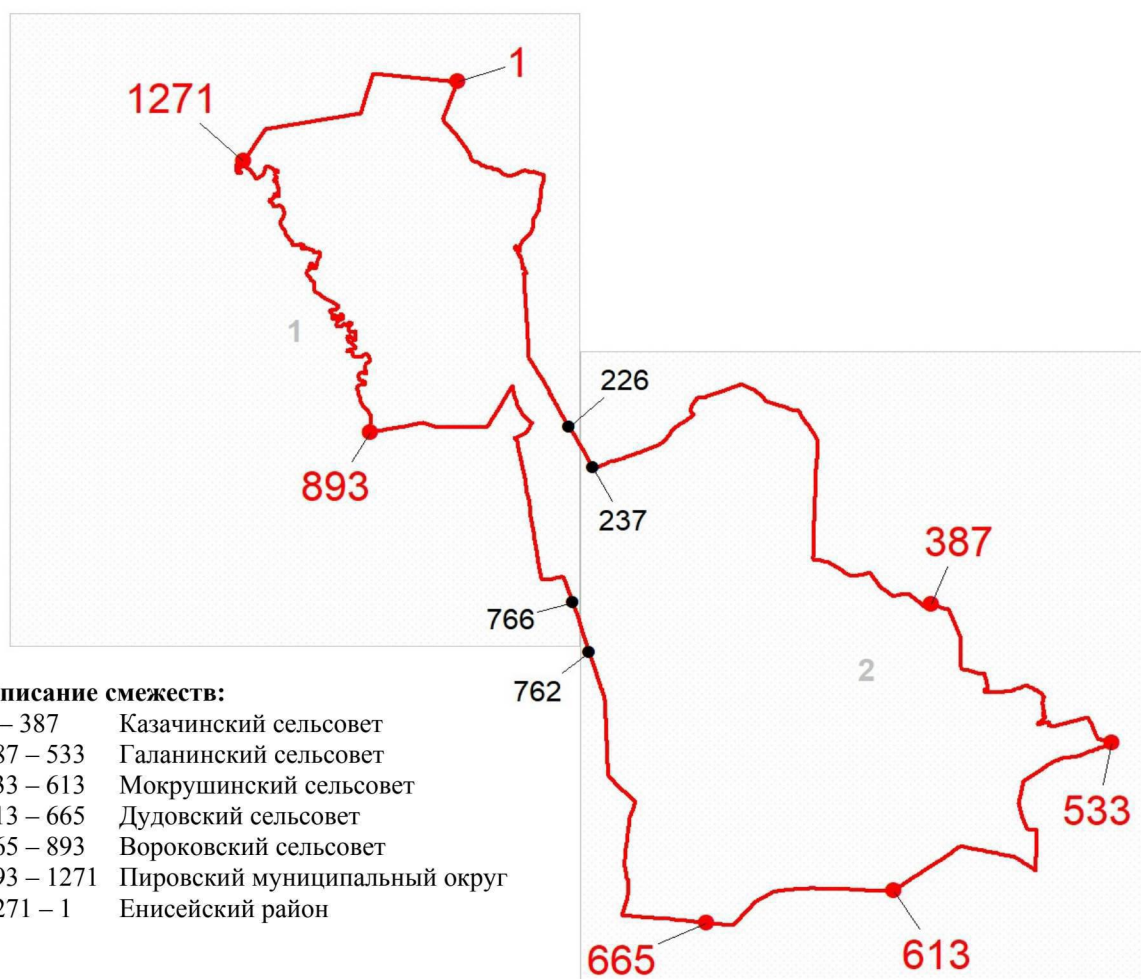 1
1271
1
226
893
237
387
766
2
762
писание смежеств:
– 387 Казачинский сельсовет
87 – 533 Галанинский сельсовет
33 – 613 Мокрушинский сельсовет
13 – 665 Дудовский сельсовет
65 – 893 Вороковский сельсовет
93 – 1271 Пировский муниципальный округ
271 – 1 Енисейский район
533
665
613